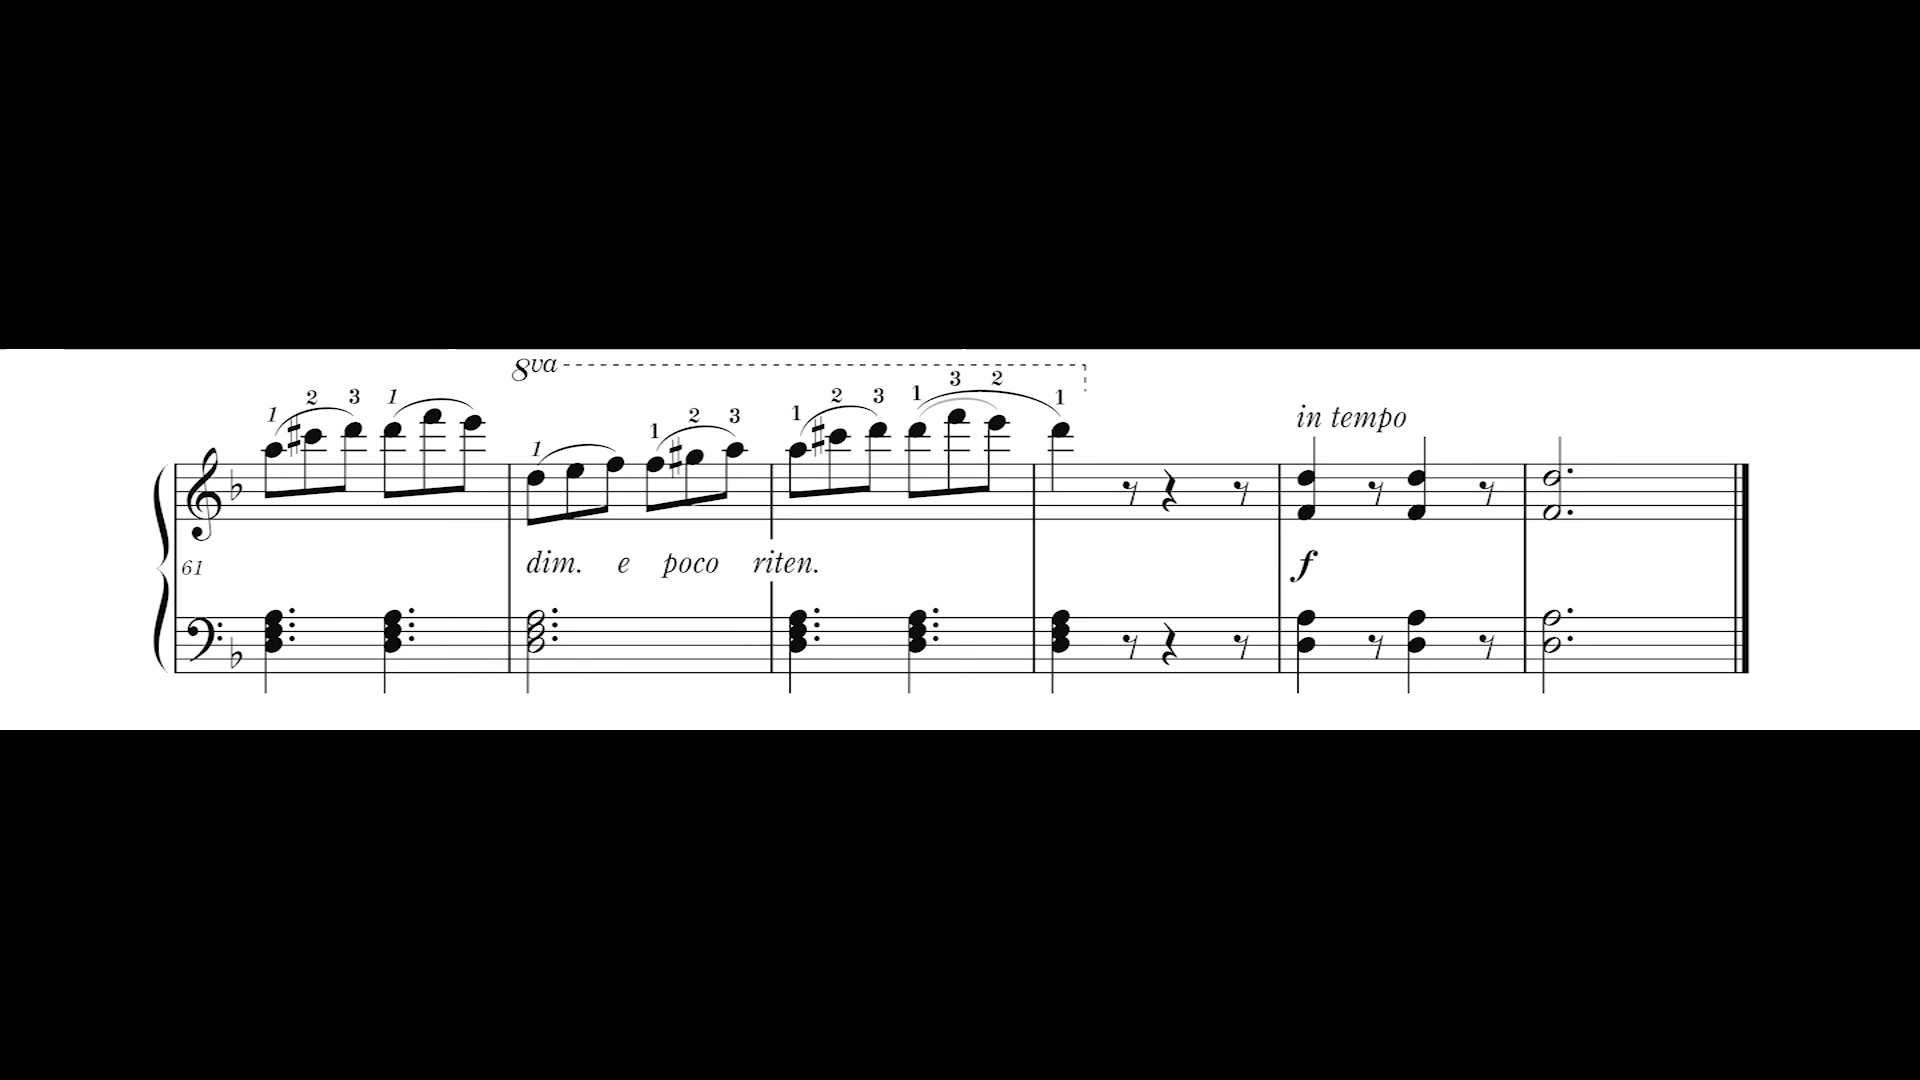 8va
1 2 3 1 1 1 2 3 1 2 3 1 3 2 1
in tempo
61 dim. e poco riten. f